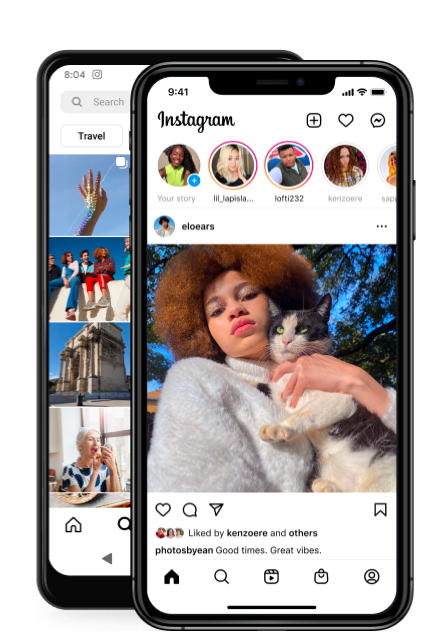 8:04
Search
Travel
9:41
Instagram
Your story
lil_lapisla...
lofti232
kenzoere
sap
eloears
Liked by kenzoere and others
photosbyean Good times. Great vibes.